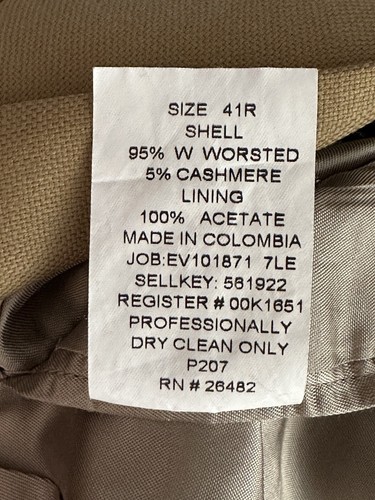 SIZE 41R
SHELL
95% W WORSTED
5% CASHMERE
LINING
100% ACETATE
MADE IN COLOMBIA
JOB:EV101871 7LE
SELLKEY: 561922
REGISTER # 00K1651
PROFESSIONALLY
DRY CLEAN ONLY
P207
RN # 26482